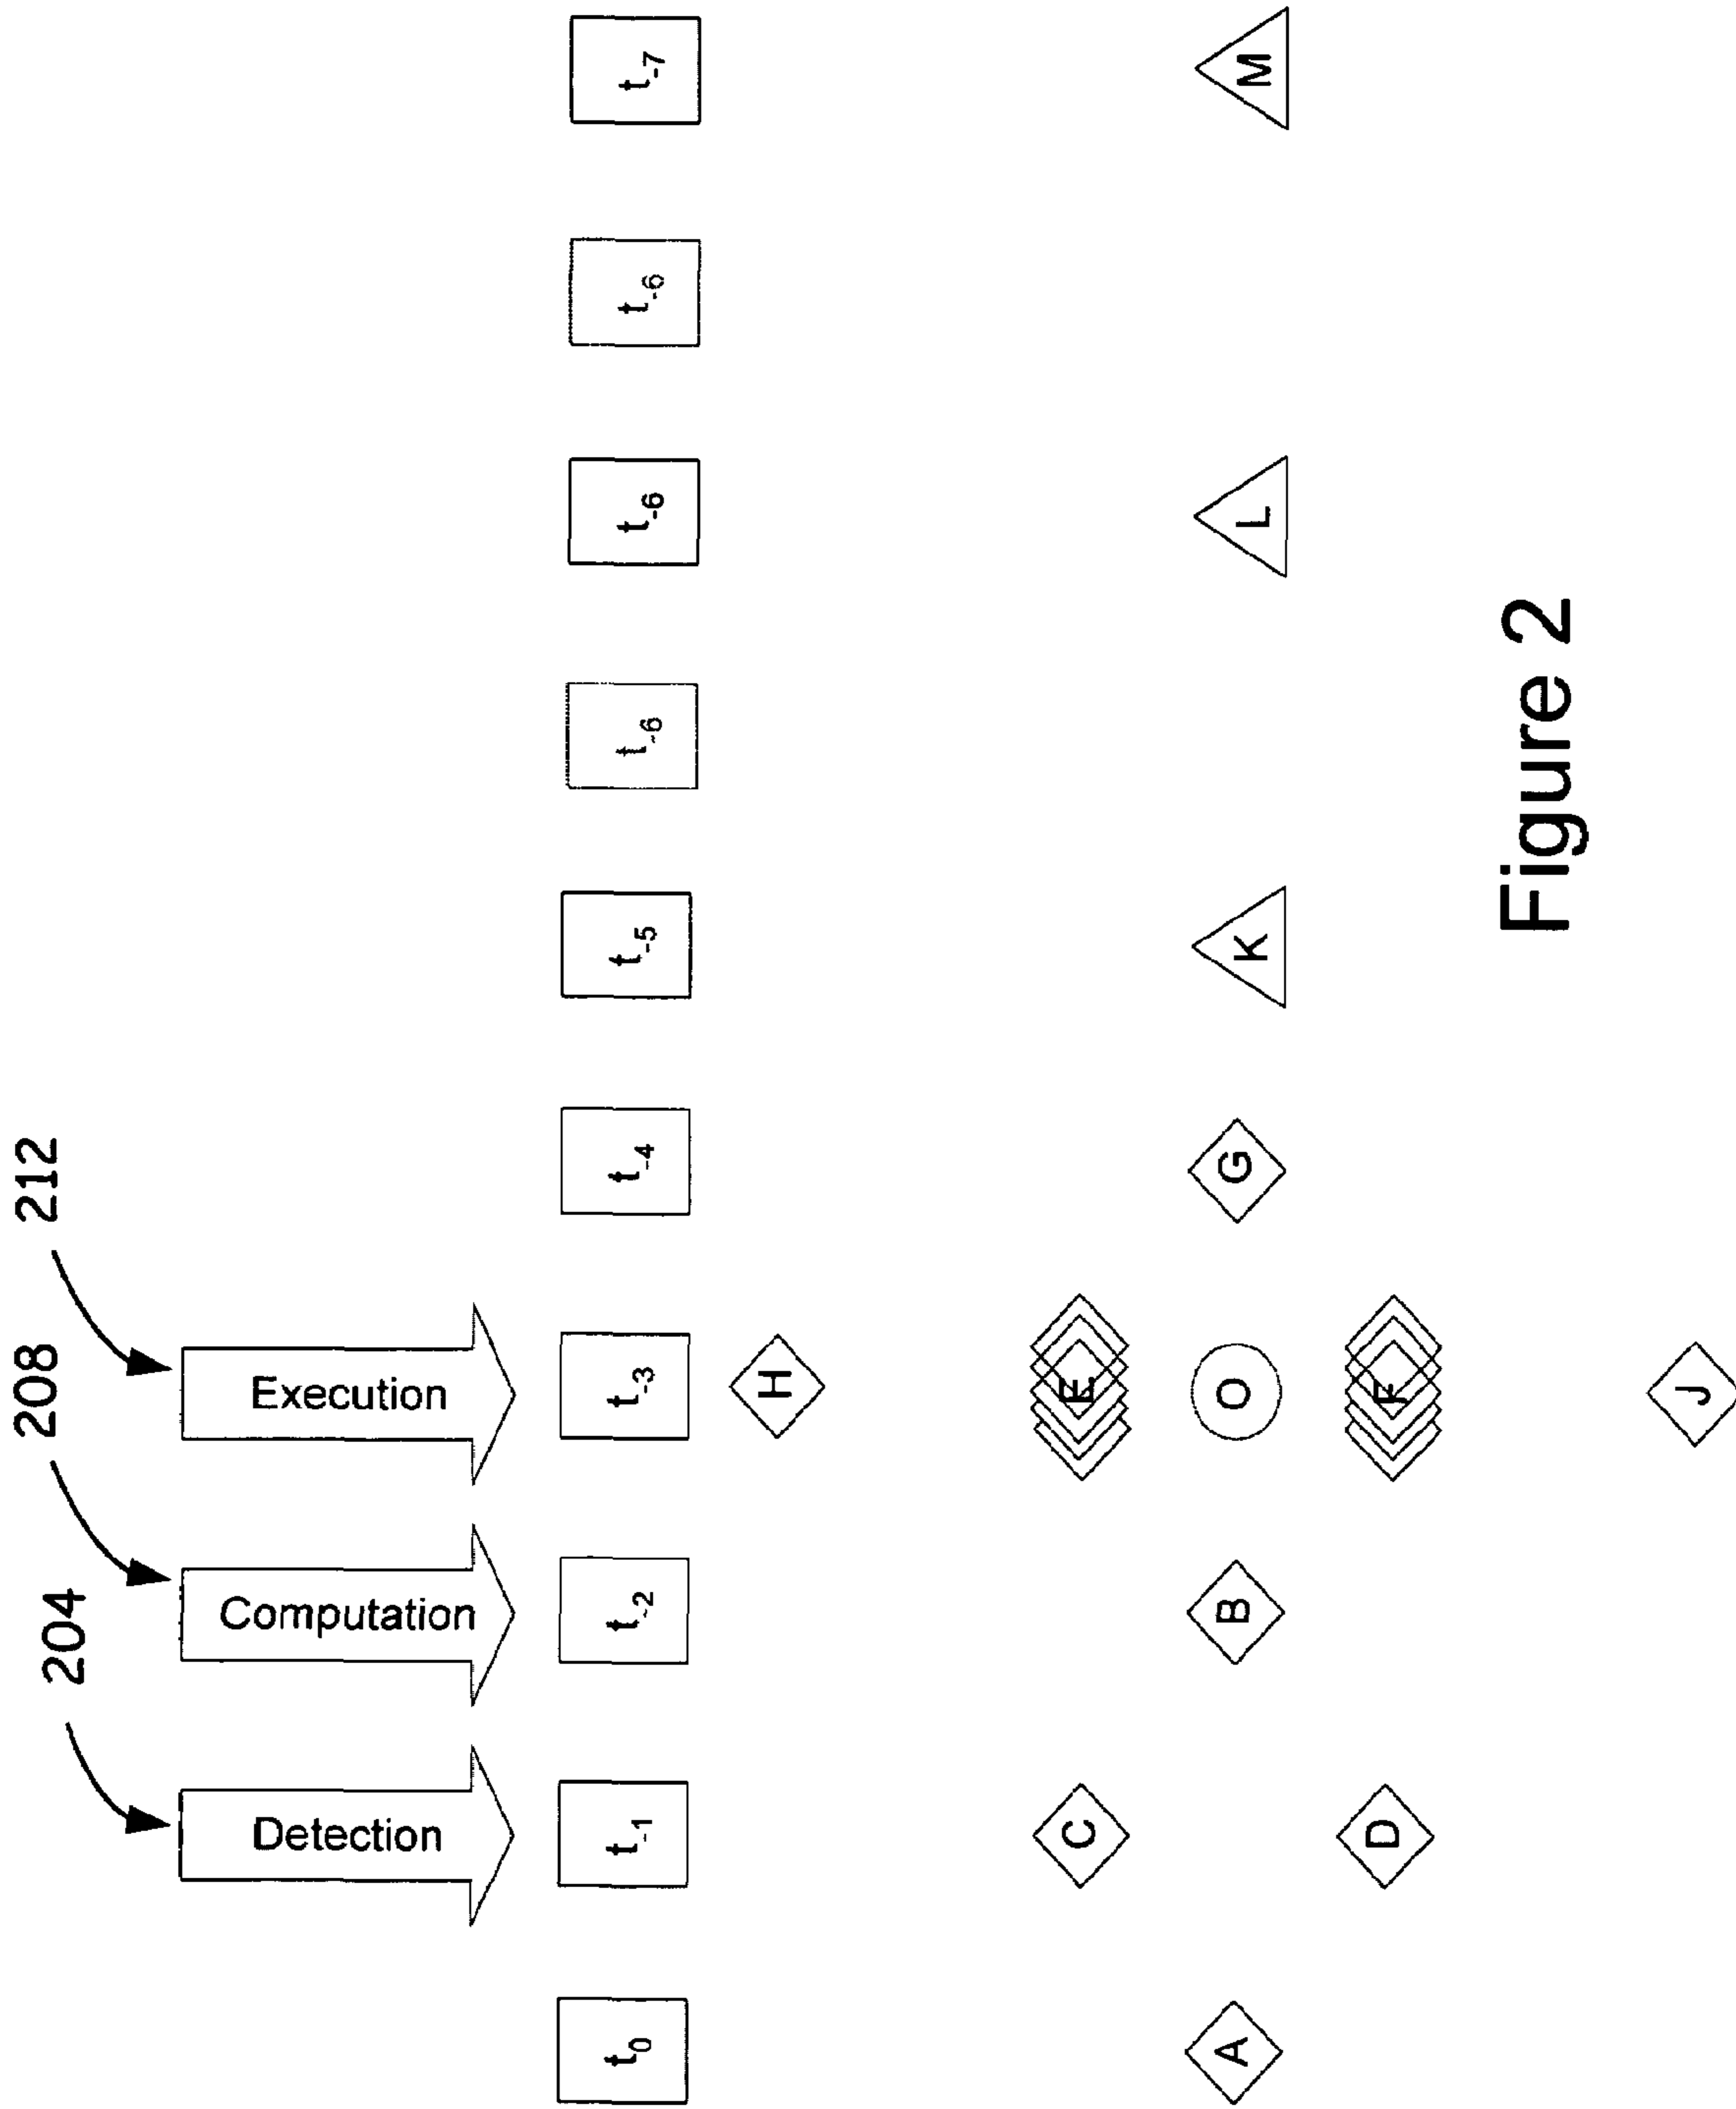 204 208 212
Detection Computation Execution
t₀ t₋₁ t₋₂ t₋₃ t₋₄ t₋₅ t₋₆ t₋₆ t₋₆ t₋₇
H
C E
A B O G K L M
D F
Figure 2
J